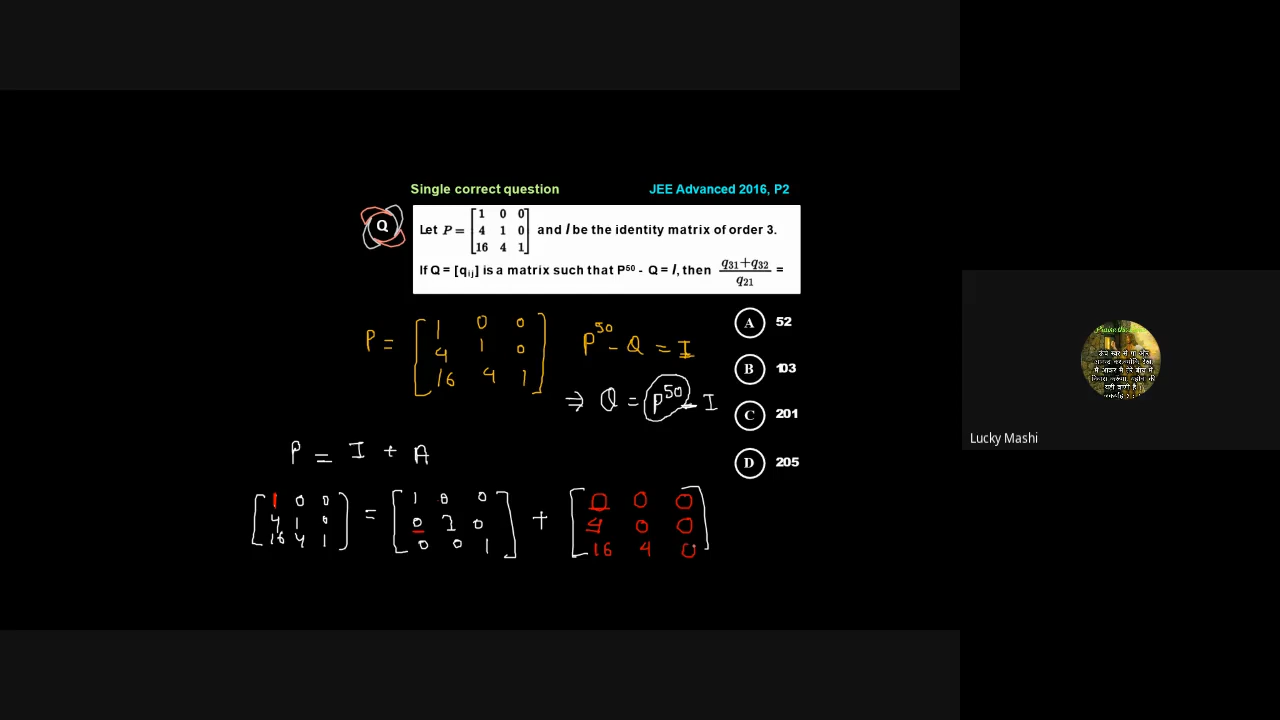 Single correct question JEE Advanced 2016, P2
Q
Let P = [1 0 0
4 1 0
16 4 1] and I be the identity matrix of order 3.
If Q = [qᵢⱼ] is a matrix such that P⁵⁰ - Q = I, then (q₃₁+q₃₂)/q₂₁ =
A 52
B 103
C 201
D 205
P = [1 0 0
4 1 0
16 4 1]
P⁵⁰ - Q = I
⇒ Q = P⁵⁰ - I
P = I + A
[1 0 0
4 1 0
16 4 1] = [1 0 0
0 1 0
0 0 1] + [0 0 0
4 0 0
16 4 0]
Lucky Mashi